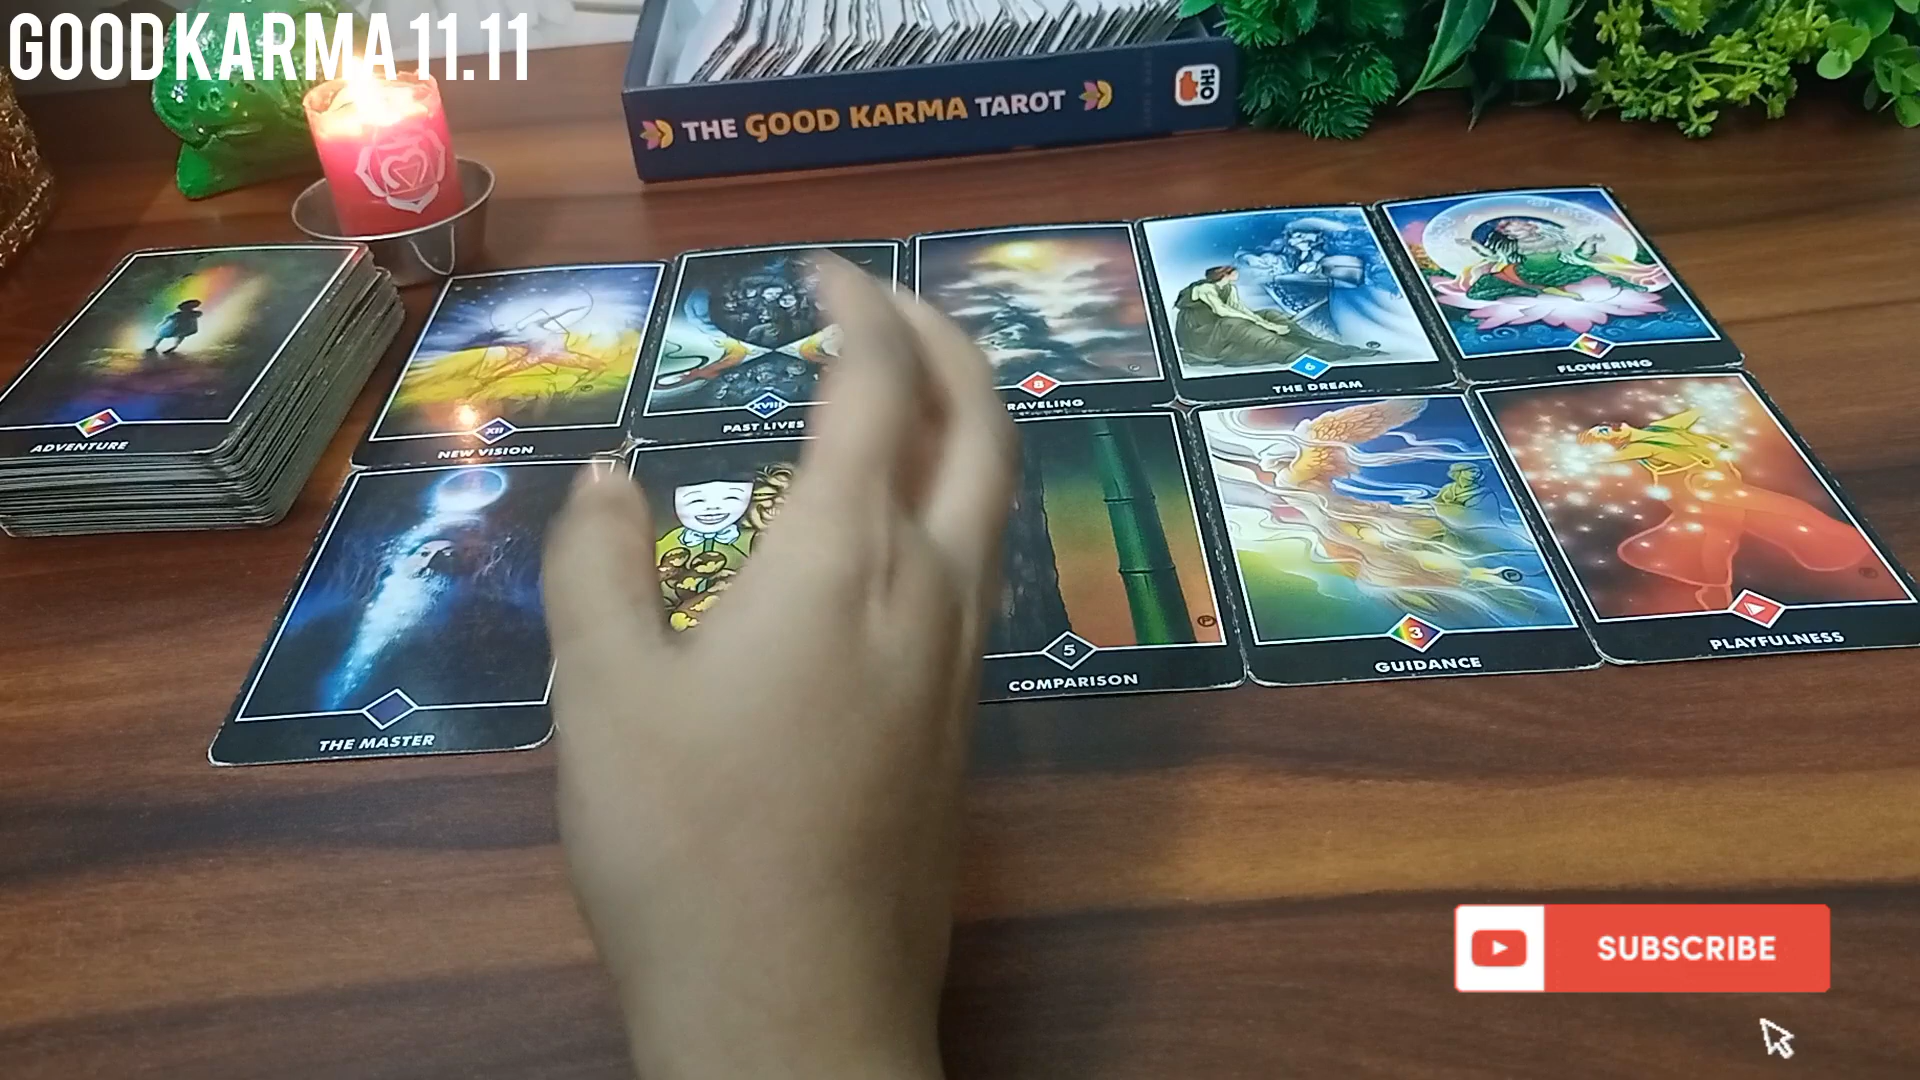 GOOD KARMA 11.11
THE GOOD KARMA TAROT
OHI
ADVENTURE
XII
NEW VISION
XVIII
PAST LIVES
8
RAVELING
6
THE DREAM
FLOWERING
THE MASTER
5
COMPARISON
3
GUIDANCE
PLAYFULNESS
SUBSCRIBE